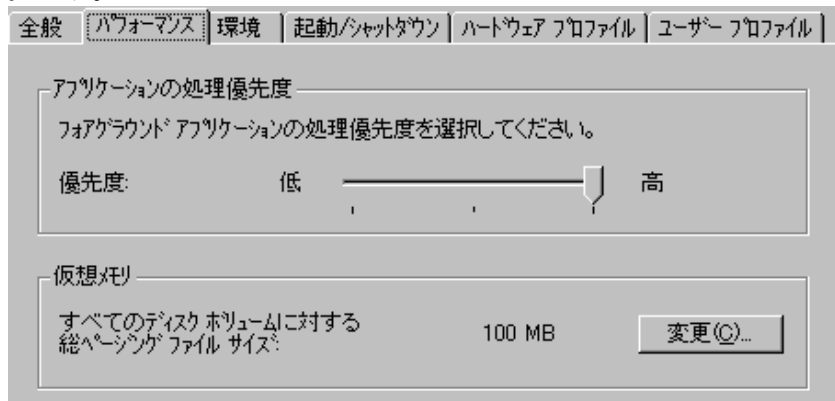 全般 パフォーマンス 環境 起動/シャットダウン ハードウェア プロファイル ユーザー プロファイル
アプリケーションの処理優先度
フォアグラウンド アプリケーションの処理優先度を選択してください。
優先度: 低 高
仮想メモリ
すべてのディスク ボリュームに対する
総ページング ファイル サイズ: 100 MB 変更(C)...